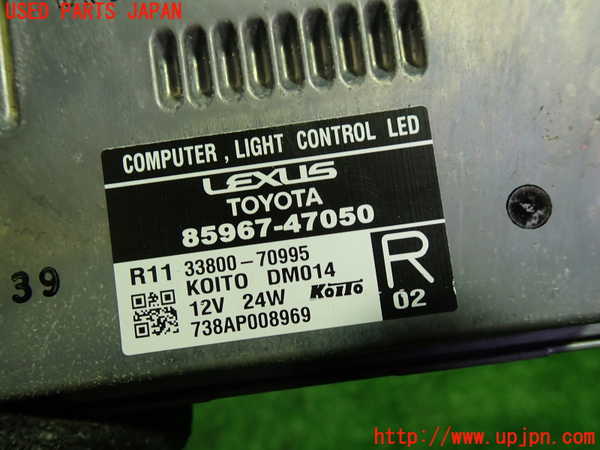 USED PARTS JAPAN
COMPUTER , LIGHT CONTROL LED
LEXUS
TOYOTA
85967-47050
R11 33800-70995
KOITO DM014
12V 24W KOITO
738AP008969
R
02
39
http://www.upjpn.com/